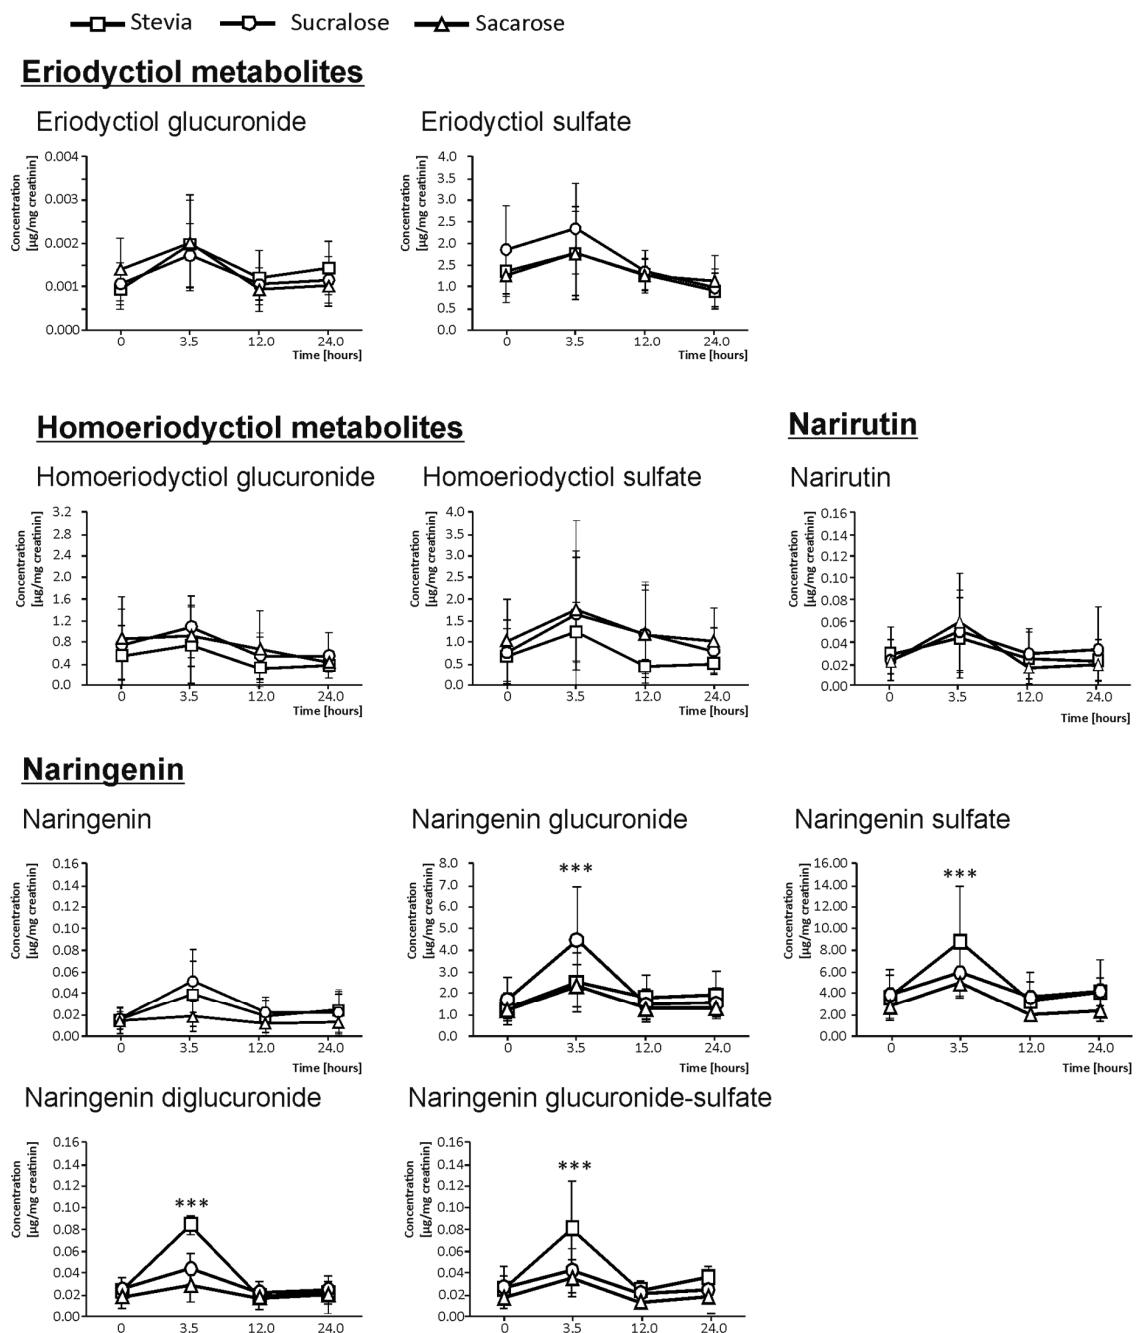 Stevia Sucralose Sacarose
Eriodyctiol metabolites
Eriodyctiol glucuronide
Concentration
[µg/mg creatinin]
0.004
0.003
0.002
0.001
0.000
0 3.5 12.0 24.0
Time [hours]
Eriodyctiol sulfate
Concentration
[µg/mg creatinin]
4.0
3.5
3.0
2.5
2.0
1.5
1.0
0.5
0.0
0 3.5 12.0 24.0
Time [hours]
Homoeriodyctiol metabolites
Homoeriodyctiol glucuronide
Concentration
[µg/mg creatinin]
3.2
2.8
2.4
2.0
1.6
1.2
0.8
0.4
0.0
0 3.5 12.0 24.0
Time [hours]
Homoeriodyctiol sulfate
Concentration
[µg/mg creatinin]
4.0
3.5
3.0
2.5
2.0
1.5
1.0
0.5
0.0
0 3.5 12.0 24.0
Time [hours]
Narirutin
Narirutin
Concentration
[µg/mg creatinin]
0.16
0.14
0.12
0.10
0.08
0.06
0.04
0.02
0.00
0 3.5 12.0 24.0
Time [hours]
Naringenin
Naringenin
Concentration
[µg/mg creatinin]
0.16
0.14
0.12
0.10
0.08
0.06
0.04
0.02
0.00
0 3.5 12.0 24.0
Time [hours]
Naringenin glucuronide
Concentration
[µg/mg creatinin]
8.0
7.0
6.0
5.0
4.0
3.0
2.0
1.0
0.0
***
0 3.5 12.0 24.0
Time [hours]
Naringenin sulfate
Concentration
[µg/mg creatinin]
16.00
14.00
12.00
10.00
8.00
6.00
4.00
2.00
0.00
***
0 3.5 12.0 24.0
Time [hours]
Naringenin diglucuronide
Concentration
[µg/mg creatinin]
0.16
0.14
0.12
0.10
0.08
0.06
0.04
0.02
0.00
***
0 3.5 12.0 24.0
Time [hours]
Naringenin glucuronide-sulfate
Concentration
[µg/mg creatinin]
0.16
0.14
0.12
0.10
0.08
0.06
0.04
0.02
0.00
***
0 3.5 12.0 24.0
Time [hours]